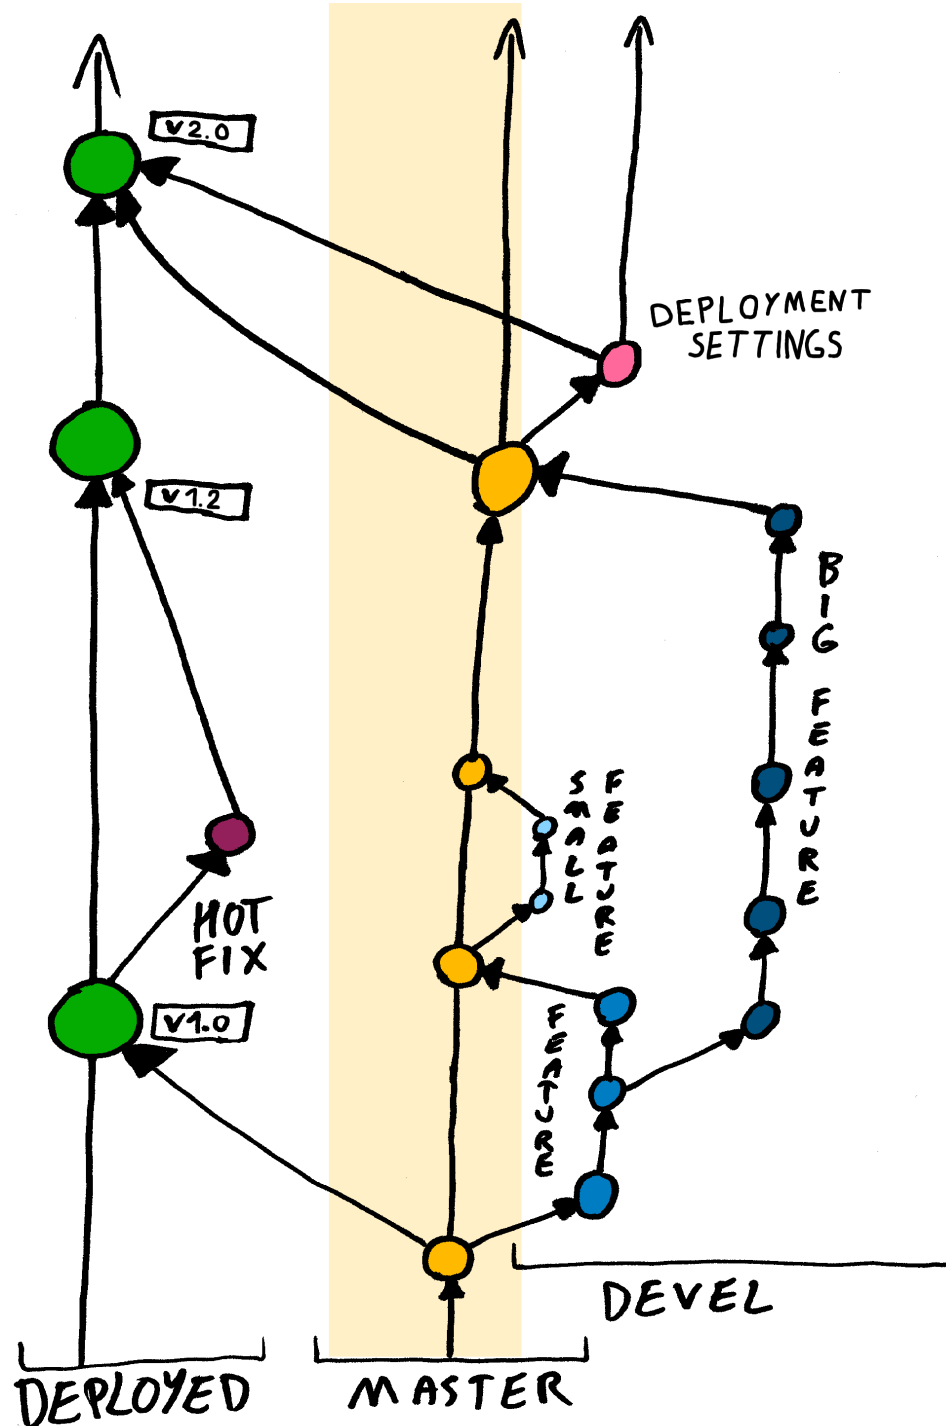 v2.0
DEPLOYMENT
SETTINGS
v1.2
BIG FEATURE
SMALL
FEATURE
HOT
FIX
v1.0
FEATURE
DEVEL
DEPLOYED
MASTER